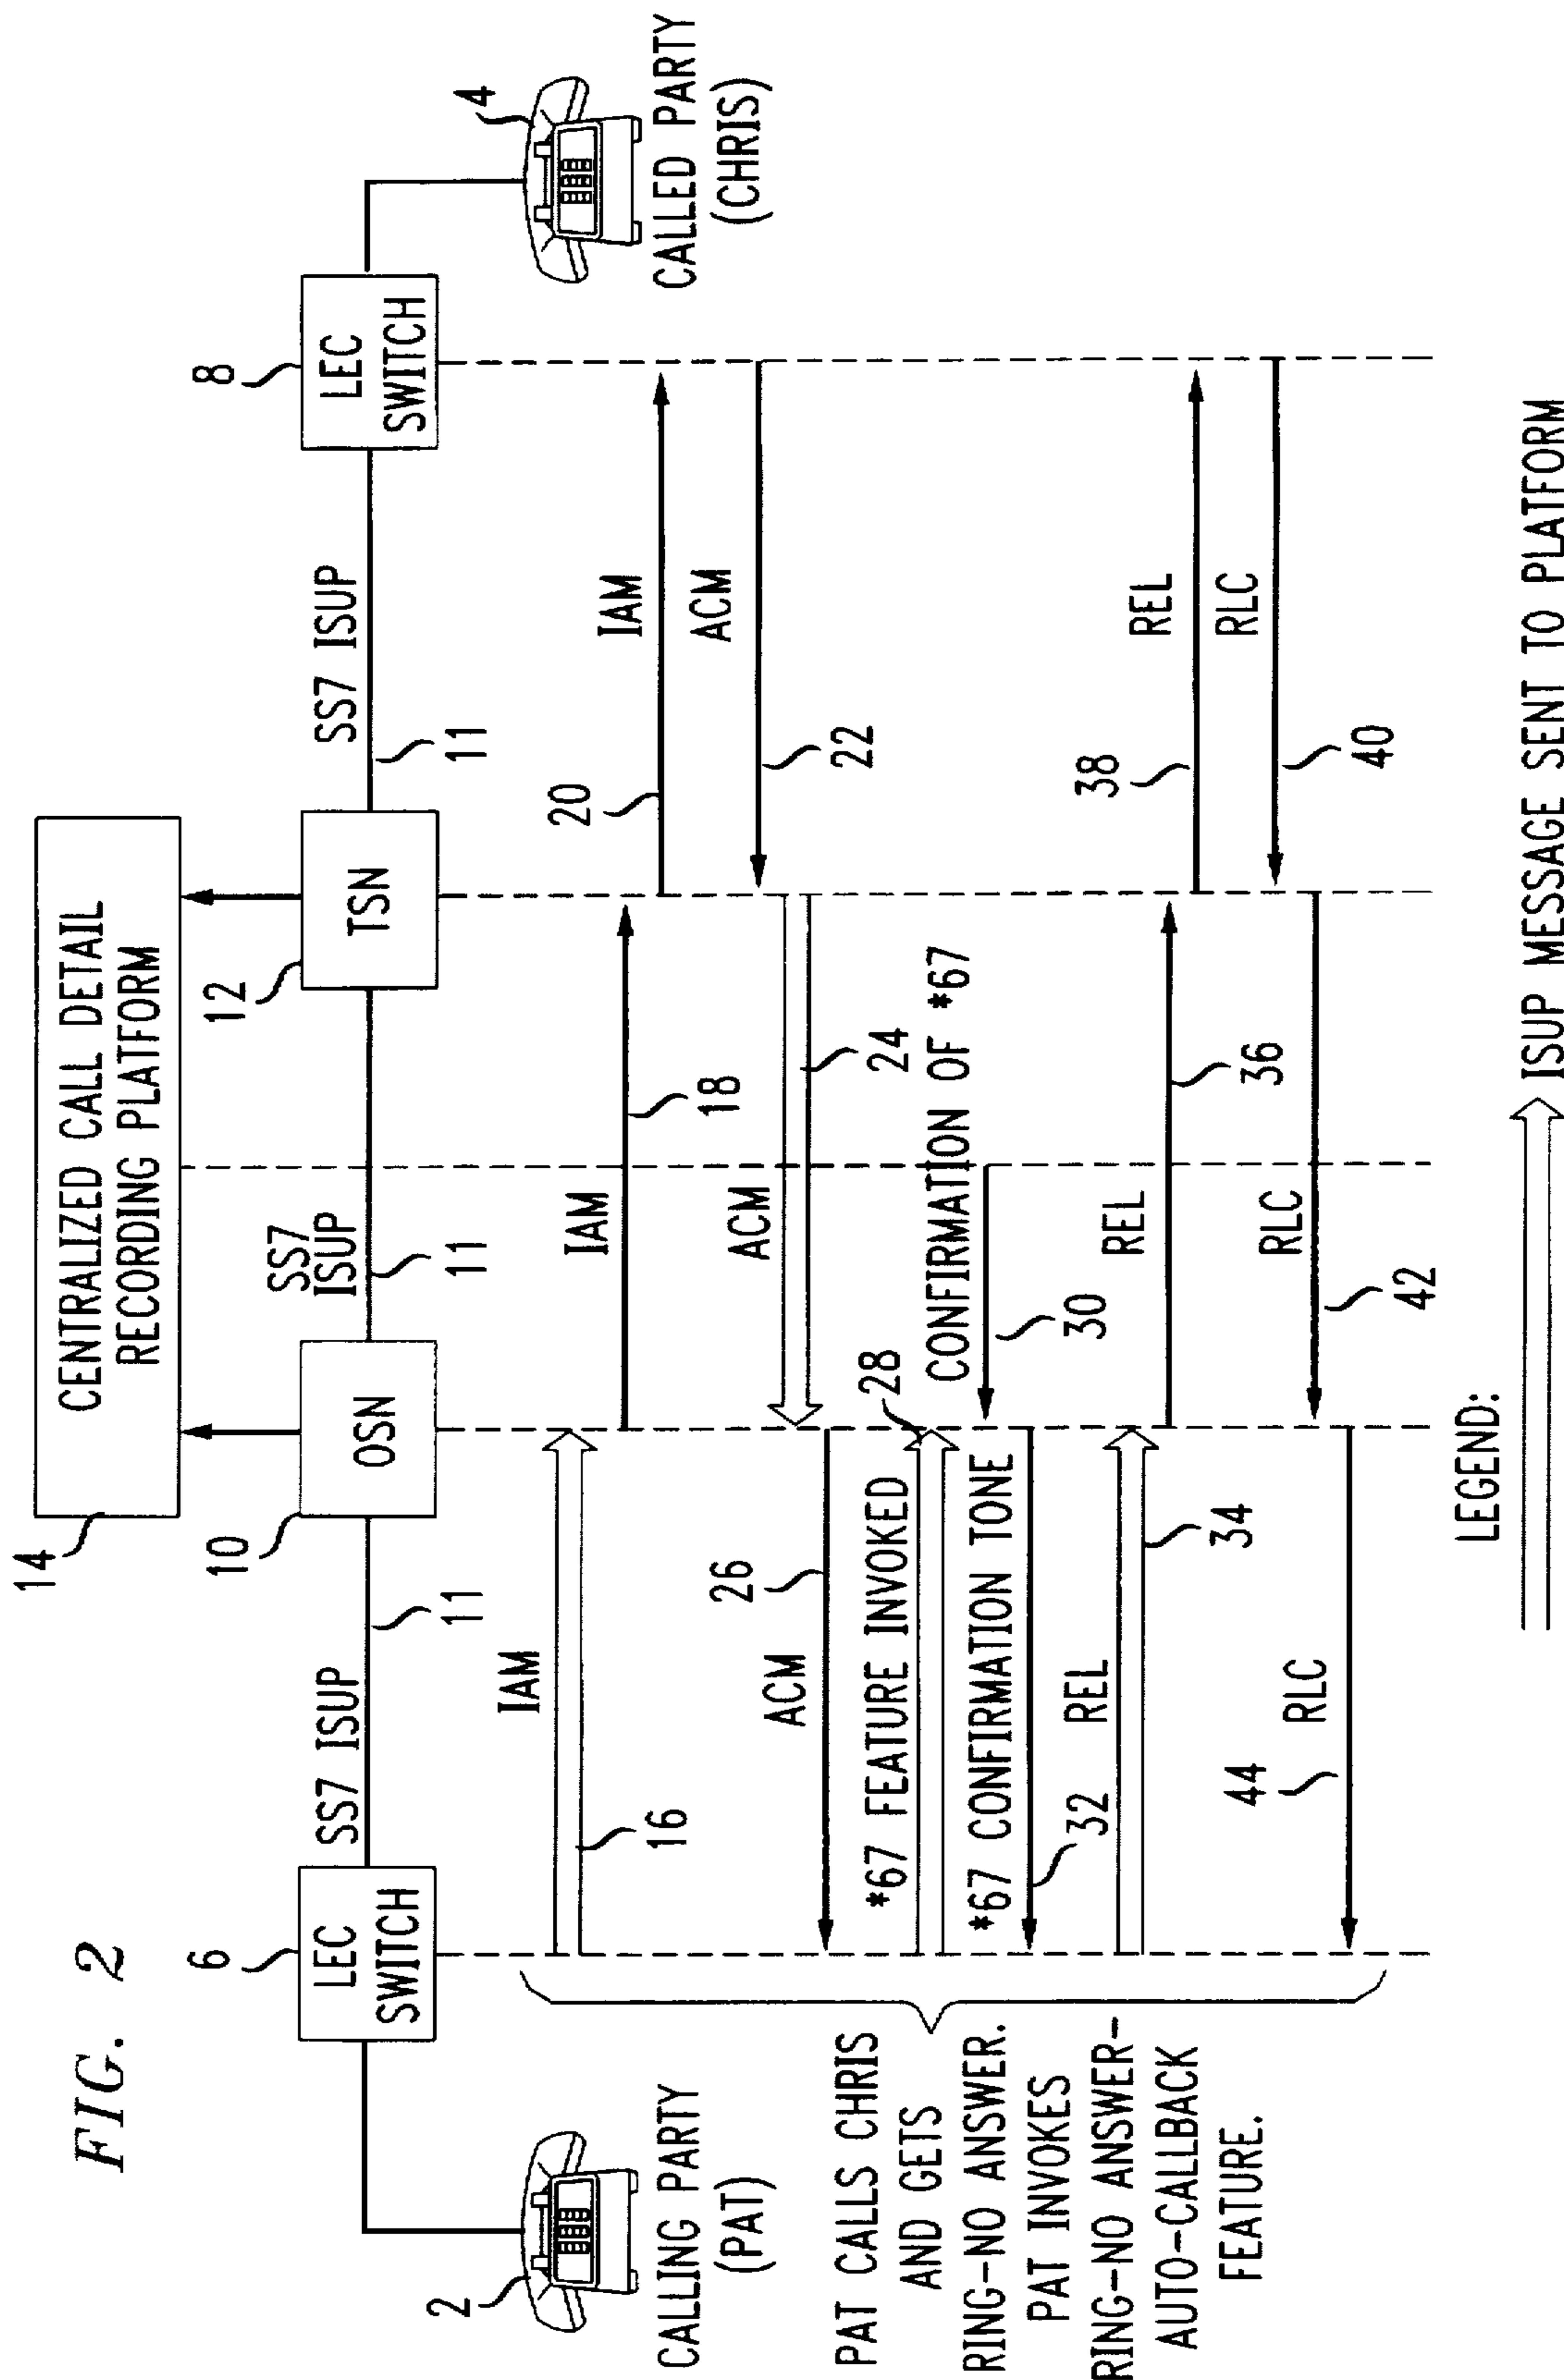 FIG. 2
14
CENTRALIZED CALL DETAIL
RECORDING PLATFORM
6
LEC
SWITCH
SS7 ISUP
11
10
OSN
SS7
ISUP
11
12
TSN
SS7 ISUP
11
8
LEC
SWITCH
2
CALLING PARTY
(PAT)
4
CALLED PARTY
(CHRIS)
IAM
16
IAM
18
IAM
20
ACM
22
ACM
24
ACM
26
*67 FEATURE INVOKED
28
CONFIRMATION OF *67
30
*67 CONFIRMATION TONE
32
REL
34
REL
36
REL
38
RLC
40
RLC
42
RLC
44
PAT CALLS CHRIS
AND GETS
RING-NO ANSWER.
PAT INVOKES
RING-NO ANSWER-
AUTO-CALLBACK
FEATURE.
LEGEND:
ISUP MESSAGE SENT TO PLATFORM